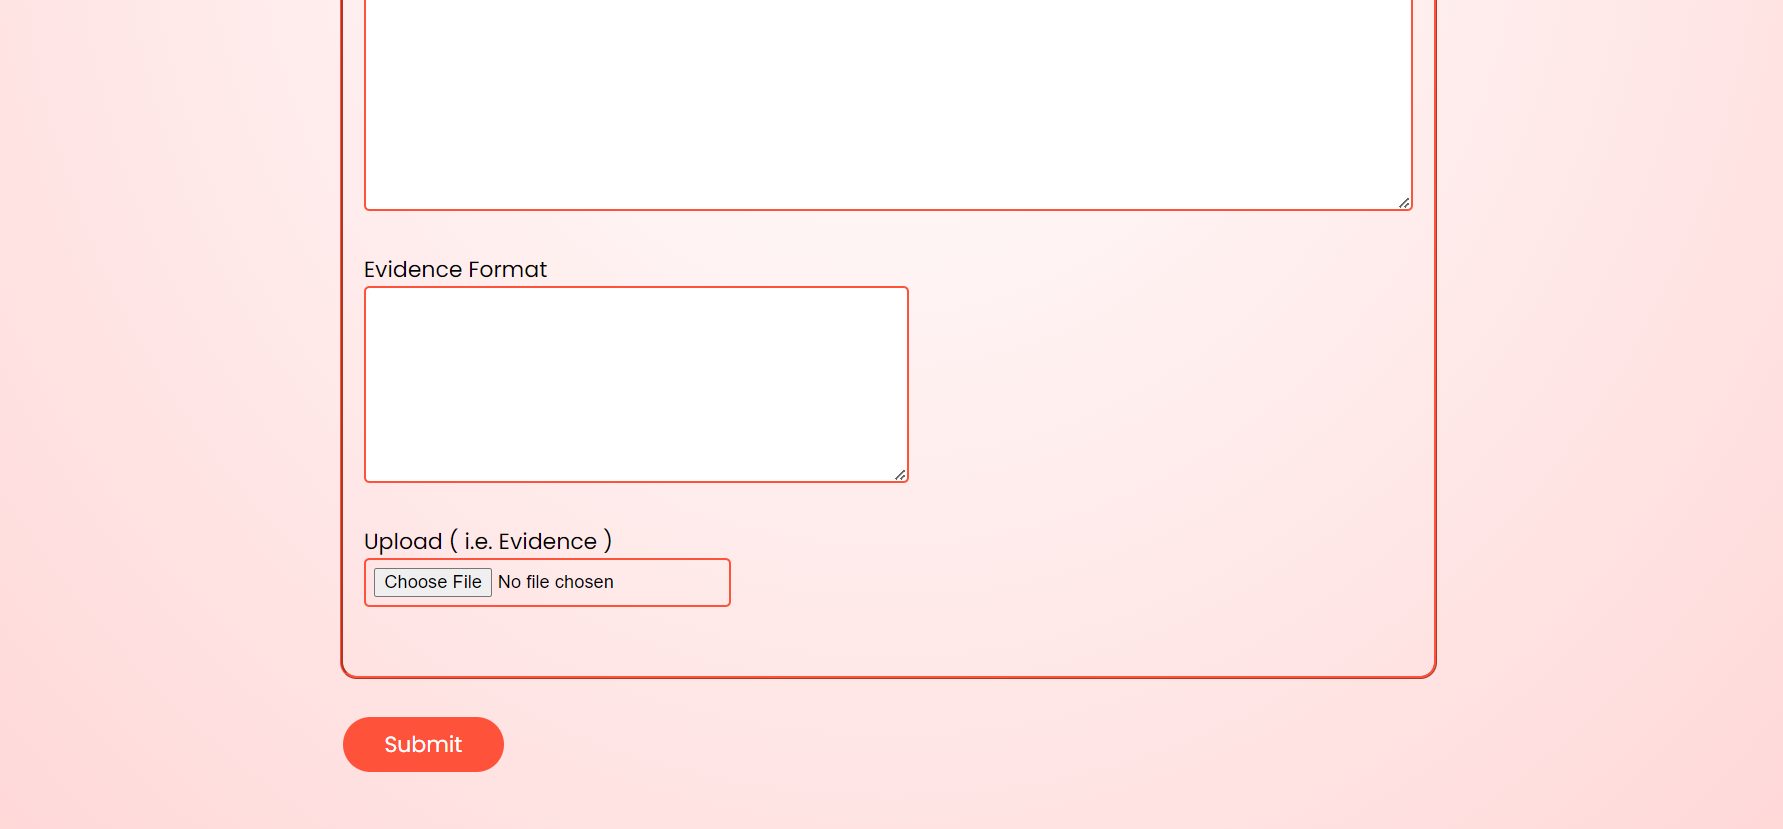 Evidence Format
Upload ( i.e. Evidence )
Choose File No file chosen
Submit